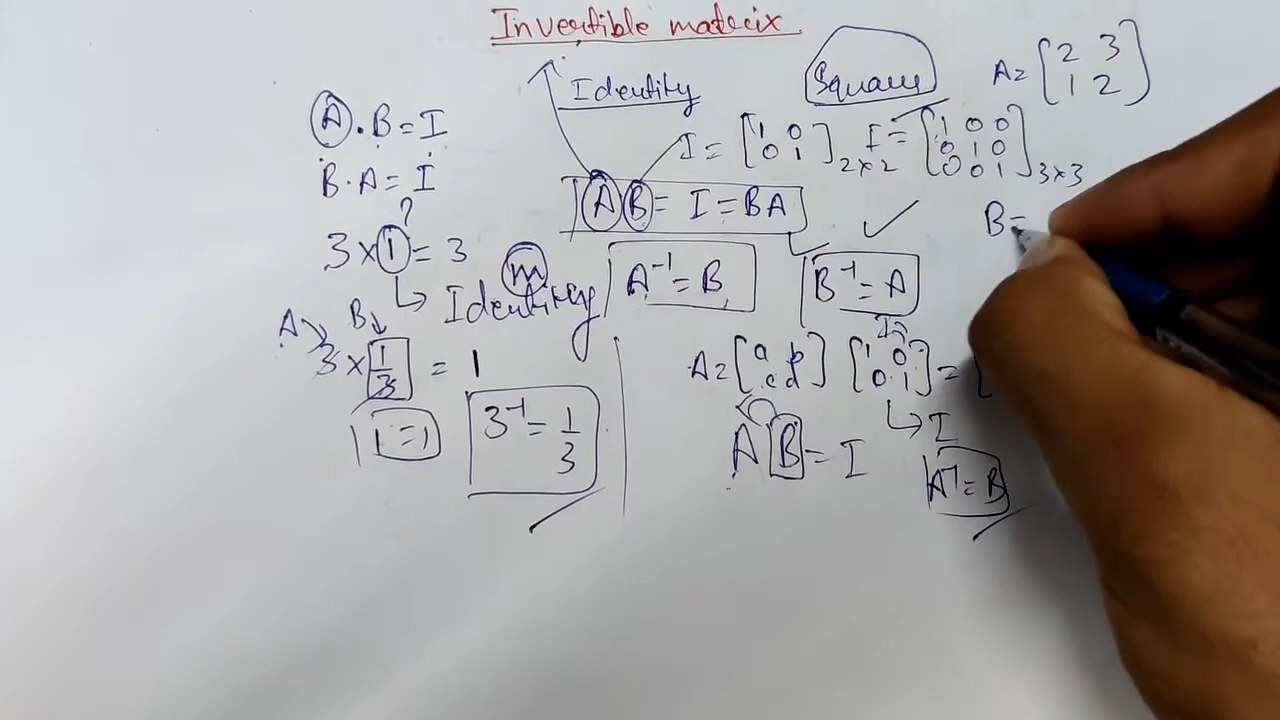 Invertible matrix
Identity
Square
A = [2 3
1 2]
A . B = I
B . A = I
I = [1 0
0 1] 2×2
I = [1 0 0
0 1 0
0 0 1] 3×3
A B = I = B A
B =
?
3 × 1 = 3
m
↳ Identity
A⁻¹ = B
B⁻¹ = A
A
B
3 × 1/3 = 1
1 = 1
3⁻¹ = 1/3
A = [a b
c d] [1 0
0 1] = [
↳ I
A B = I
A⁻¹ = B